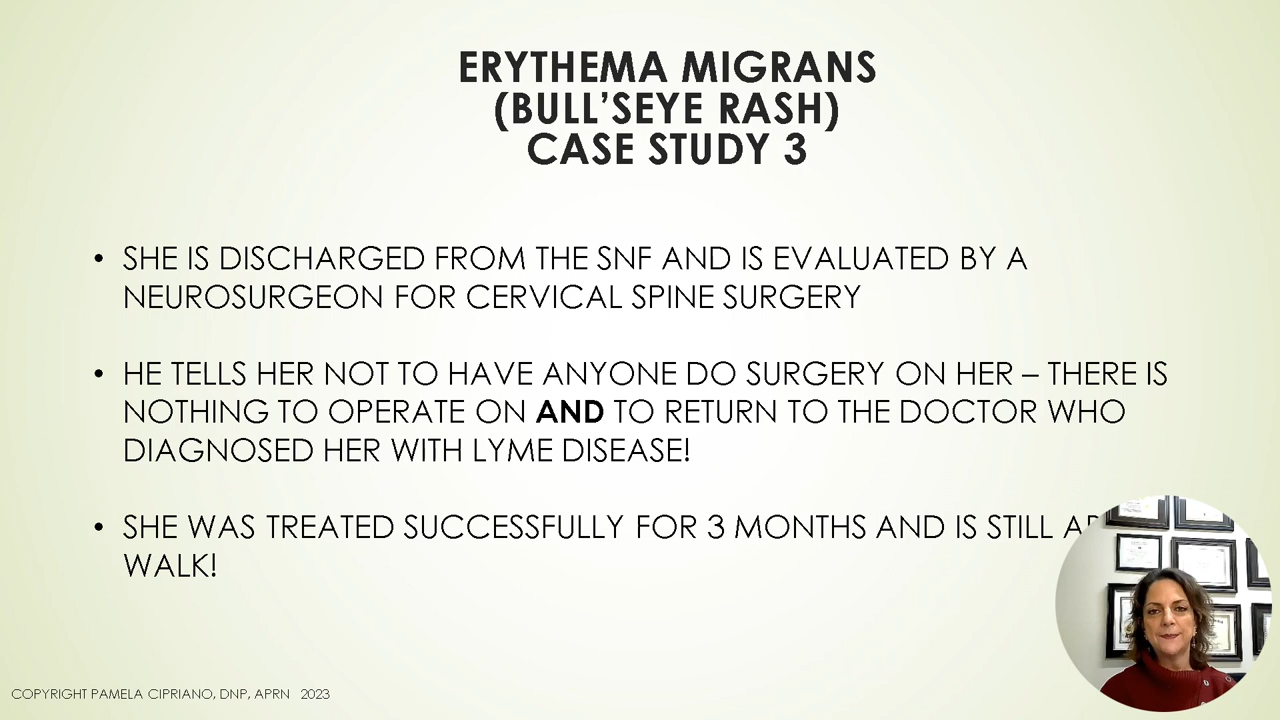 ERYTHEMA MIGRANS
(BULL'SEYE RASH)
CASE STUDY 3
• SHE IS DISCHARGED FROM THE SNF AND IS EVALUATED BY A
NEUROSURGEON FOR CERVICAL SPINE SURGERY
• HE TELLS HER NOT TO HAVE ANYONE DO SURGERY ON HER – THERE IS
NOTHING TO OPERATE ON AND TO RETURN TO THE DOCTOR WHO
DIAGNOSED HER WITH LYME DISEASE!
• SHE WAS TREATED SUCCESSFULLY FOR 3 MONTHS AND IS STILL
WALK!
COPYRIGHT PAMELA CIPRIANO, DNP, APRN 2023